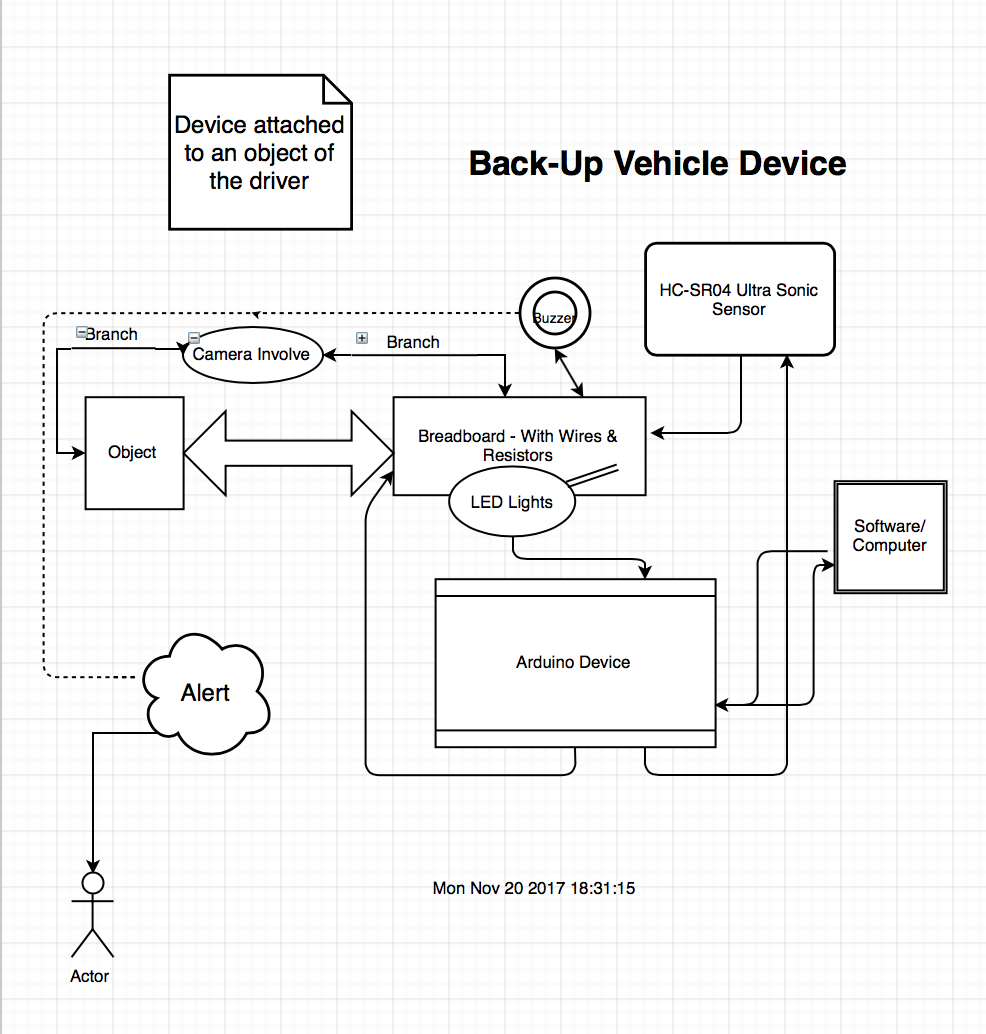 Device attached
to an object of
the driver
Back-Up Vehicle Device
HC-SR04 Ultra Sonic
Sensor
Buzzer
Branch
Camera Involve
Branch
Object
Breadboard - With Wires &
Resistors
LED Lights
Software/
Computer
Arduino Device
Alert
Mon Nov 20 2017 18:31:15
Actor